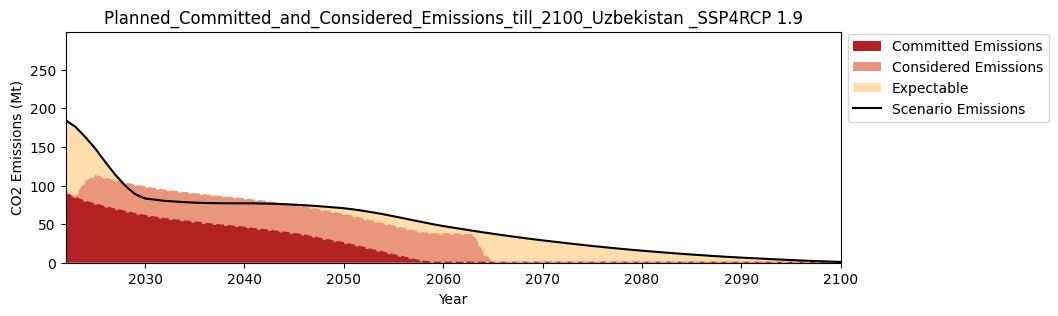 Planned_Committed_and_Considered_Emissions_till_2100_Uzbekistan _SSP4RCP 1.9
CO2 Emissions (Mt)
250
200
150
100
50
0
2030 2040 2050 2060 2070 2080 2090 2100
Year
Committed Emissions
Considered Emissions
Expectable
Scenario Emissions